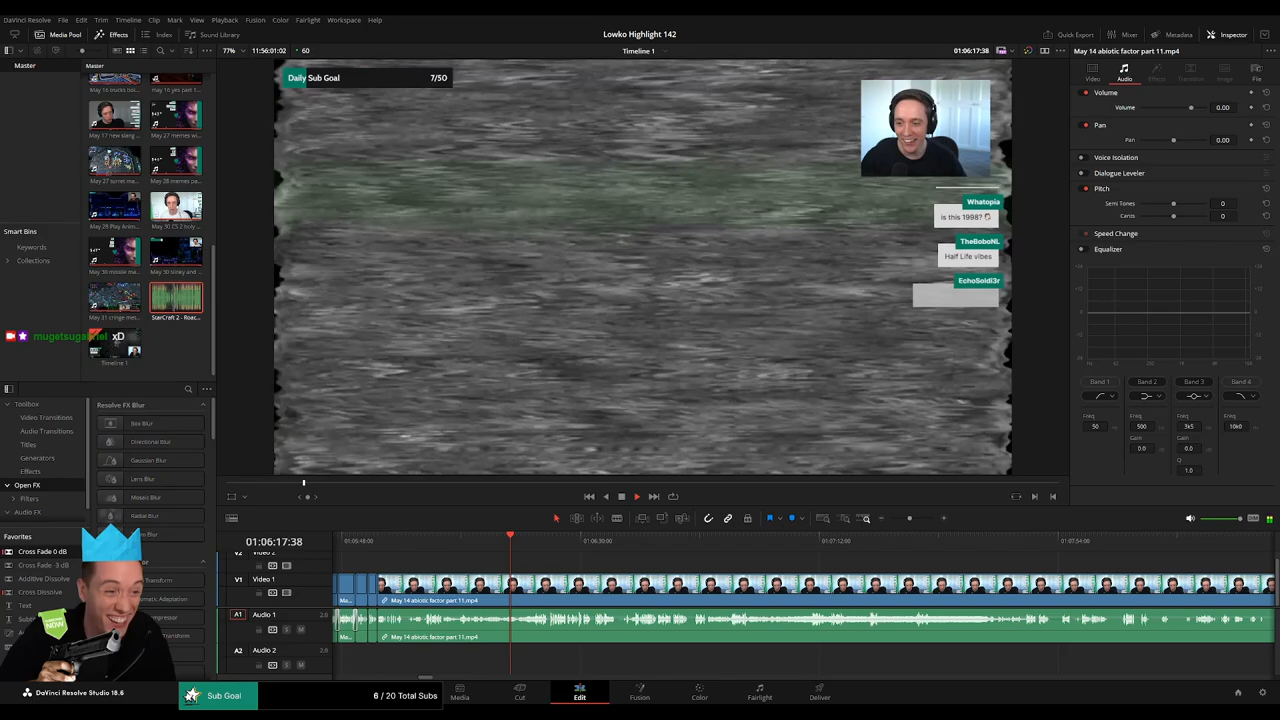 DaVinci Resolve File Edit Trim Timeline Clip Mark View Playback Fusion Color Fairlight Workspace Help
Media Pool Effects Index Sound Library
Lowko Highlight 142
Quick Export Mixer Metadata Inspector
Master
Master
77% 11:56:01:02 60
Timeline 1
01:06:17:38
May 14 abiotic factor part 11.mp4
Video Audio Effects Transition Image File
May 16 trucks boi...
May 16 yes part 1...
May 17 new slang ...
May 27 memes wi...
May 27 turret ma...
May 28 memes pa...
May 28 Play Anim...
May 30 CS 2 holy ...
May 30 missile ma...
May 31 cringe met...
StarCraft 2 - Roac...
Timeline 1
Smart Bins
Keywords
Collections
mugetsugabriel xD
Daily Sub Goal 7/50
Whatopia
is this 1998?
TheBoboNL
Half Life vibes
EchoSoldi3r
Volume
Volume 0.00
Pan
Pan 0.00
Voice Isolation
Dialogue Leveler
Pitch
Semi Tones 0
Cents 0
Speed Change
Equalizer
Band 1 Band 2 Band 3 Band 4
Freq Freq Freq Freq
50 500 3k5 10k0
Gain Gain
0.0 0.0
Q
1.0
Toolbox
Video Transitions
Audio Transitions
Titles
Generators
Effects
Open FX
Filters
Audio FX
Resolve FX Blur
Box Blur
Directional Blur
Gaussian Blur
Lens Blur
Mosaic Blur
Radial Blur
Favorites
Cross Fade 0 dB
Cross Fade -3 dB
Additive Dissolve
Cross Dissolve
Text
SUBSCRIBE NOW
DIM
01:06:17:38
01:05:48:00 01:06:30:00 01:07:12:00 01:07:54:00
V2 Video 2
V1 Video 1
Ma... May 14 abiotic factor part 11.mp4
A1 Audio 1 2.0
S M
Ma... May 14 abiotic factor part 11.mp4
A2 Audio 2 2.0
S M
DaVinci Resolve Studio 18.6
Sub Goal 6 / 20 Total Subs
Media Cut Edit Fusion Color Fairlight Deliver